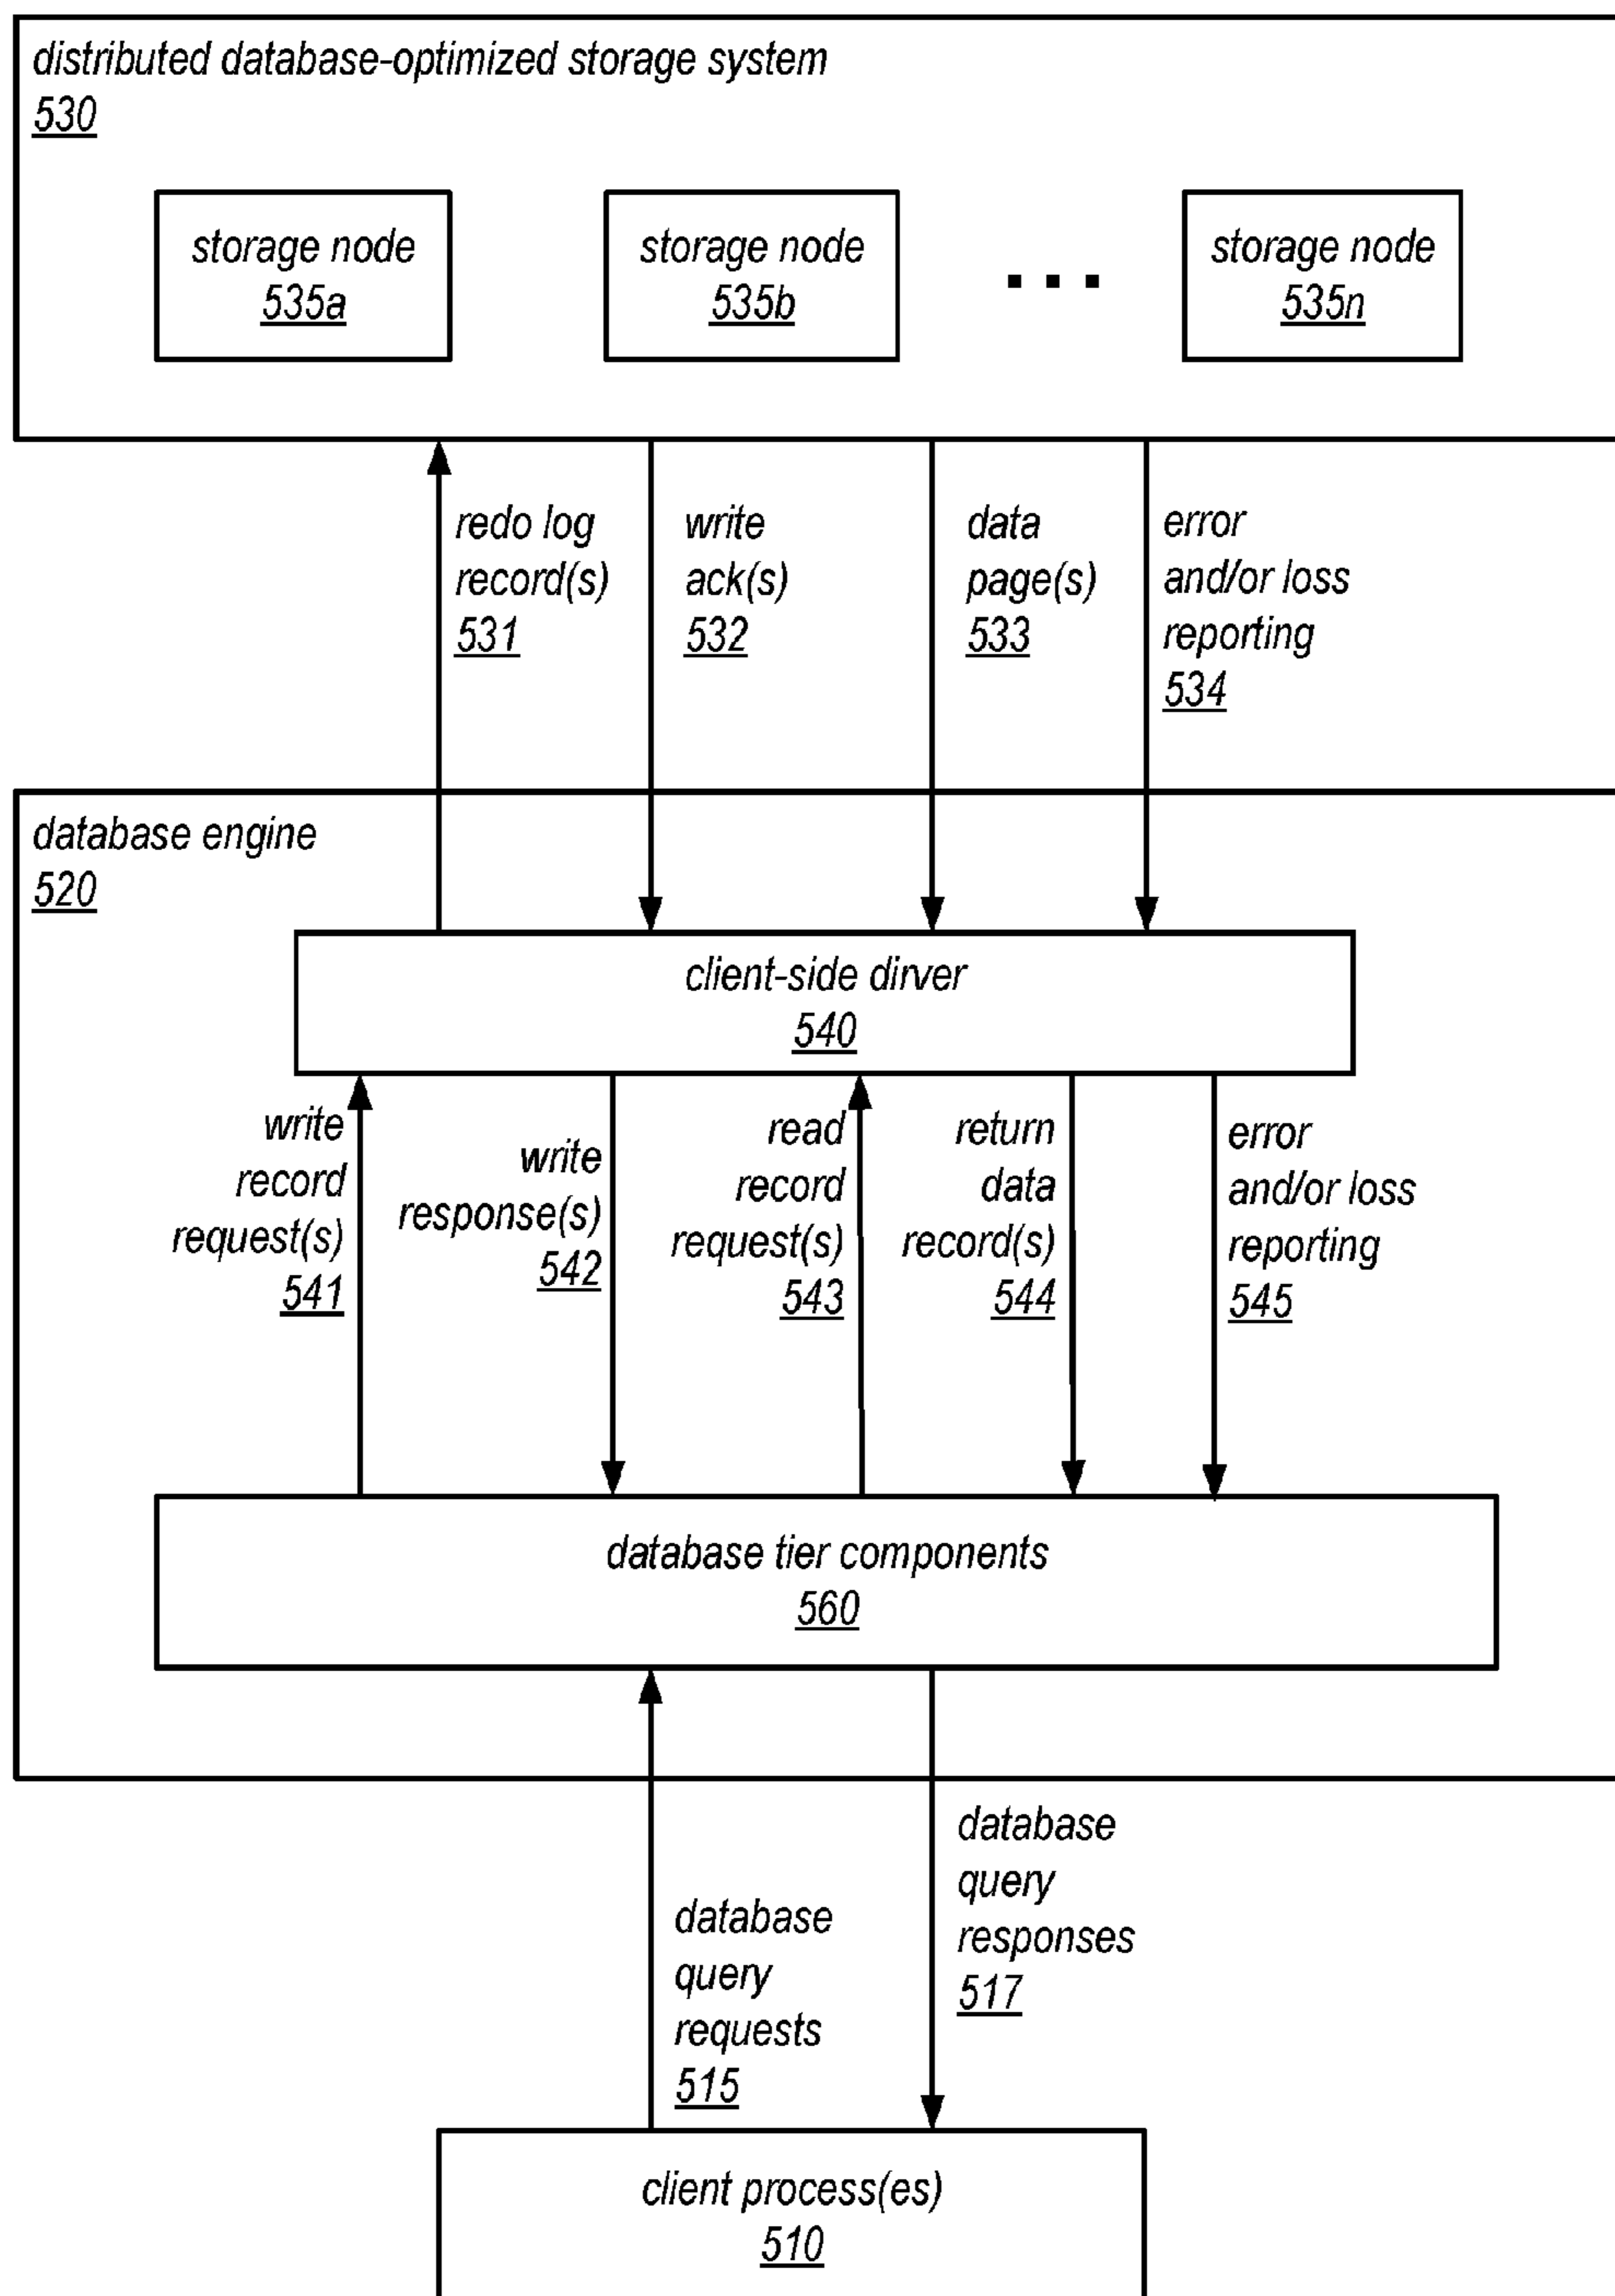 distributed database-optimized storage system
530
storage node
535a
storage node
535b
storage node
535n
redo log
record(s)
531
write
ack(s)
532
data
page(s)
533
error
and/or loss
reporting
534
database engine
520
client-side dirver
540
write
record
request(s)
541
write
response(s)
542
read
record
request(s)
543
return
data
record(s)
544
error
and/or loss
reporting
545
database tier components
560
database
query
requests
515
database
query
responses
517
client process(es)
510